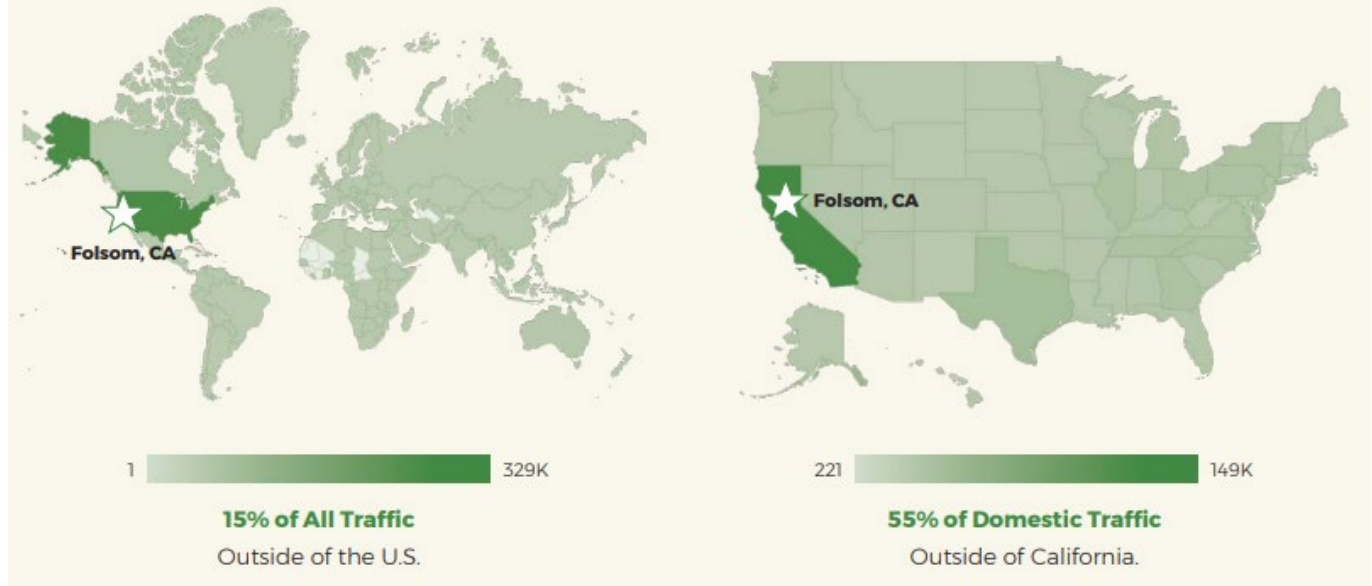 Folsom, CA
1 329K
15% of All Traffic
Outside of the U.S.
Folsom, CA
221 149K
55% of Domestic Traffic
Outside of California.